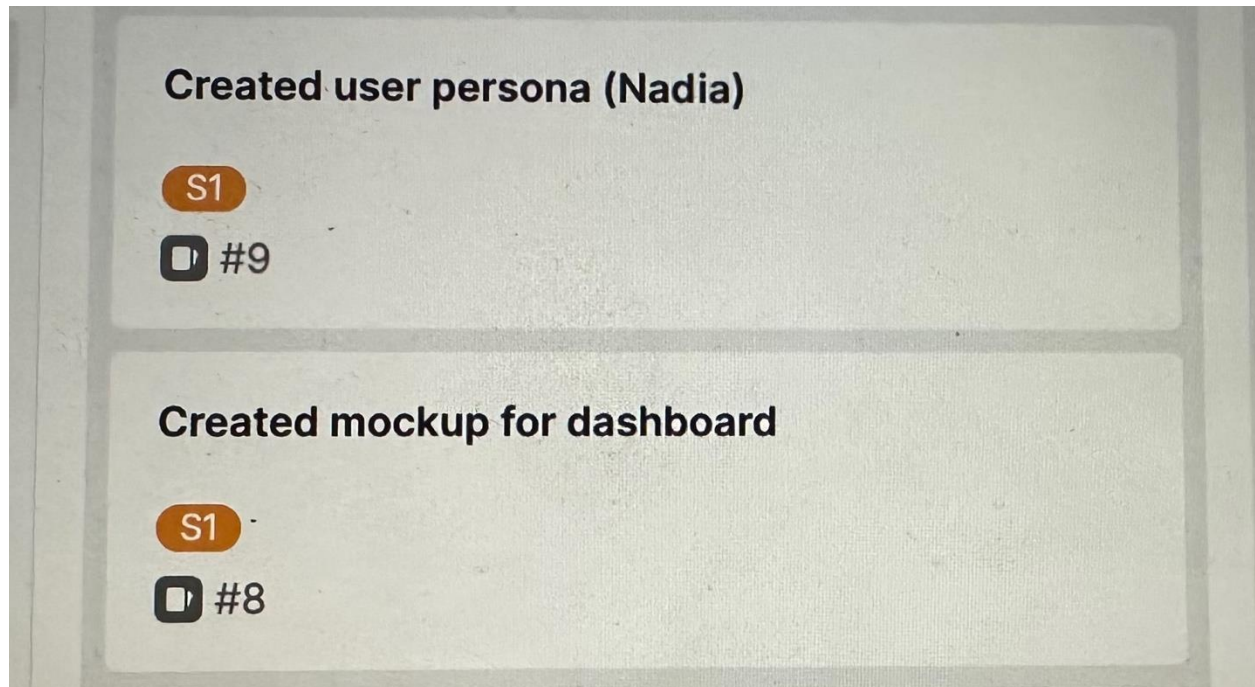 Created user persona (Nadia)
S1
#9
Created mockup for dashboard
S1
#8